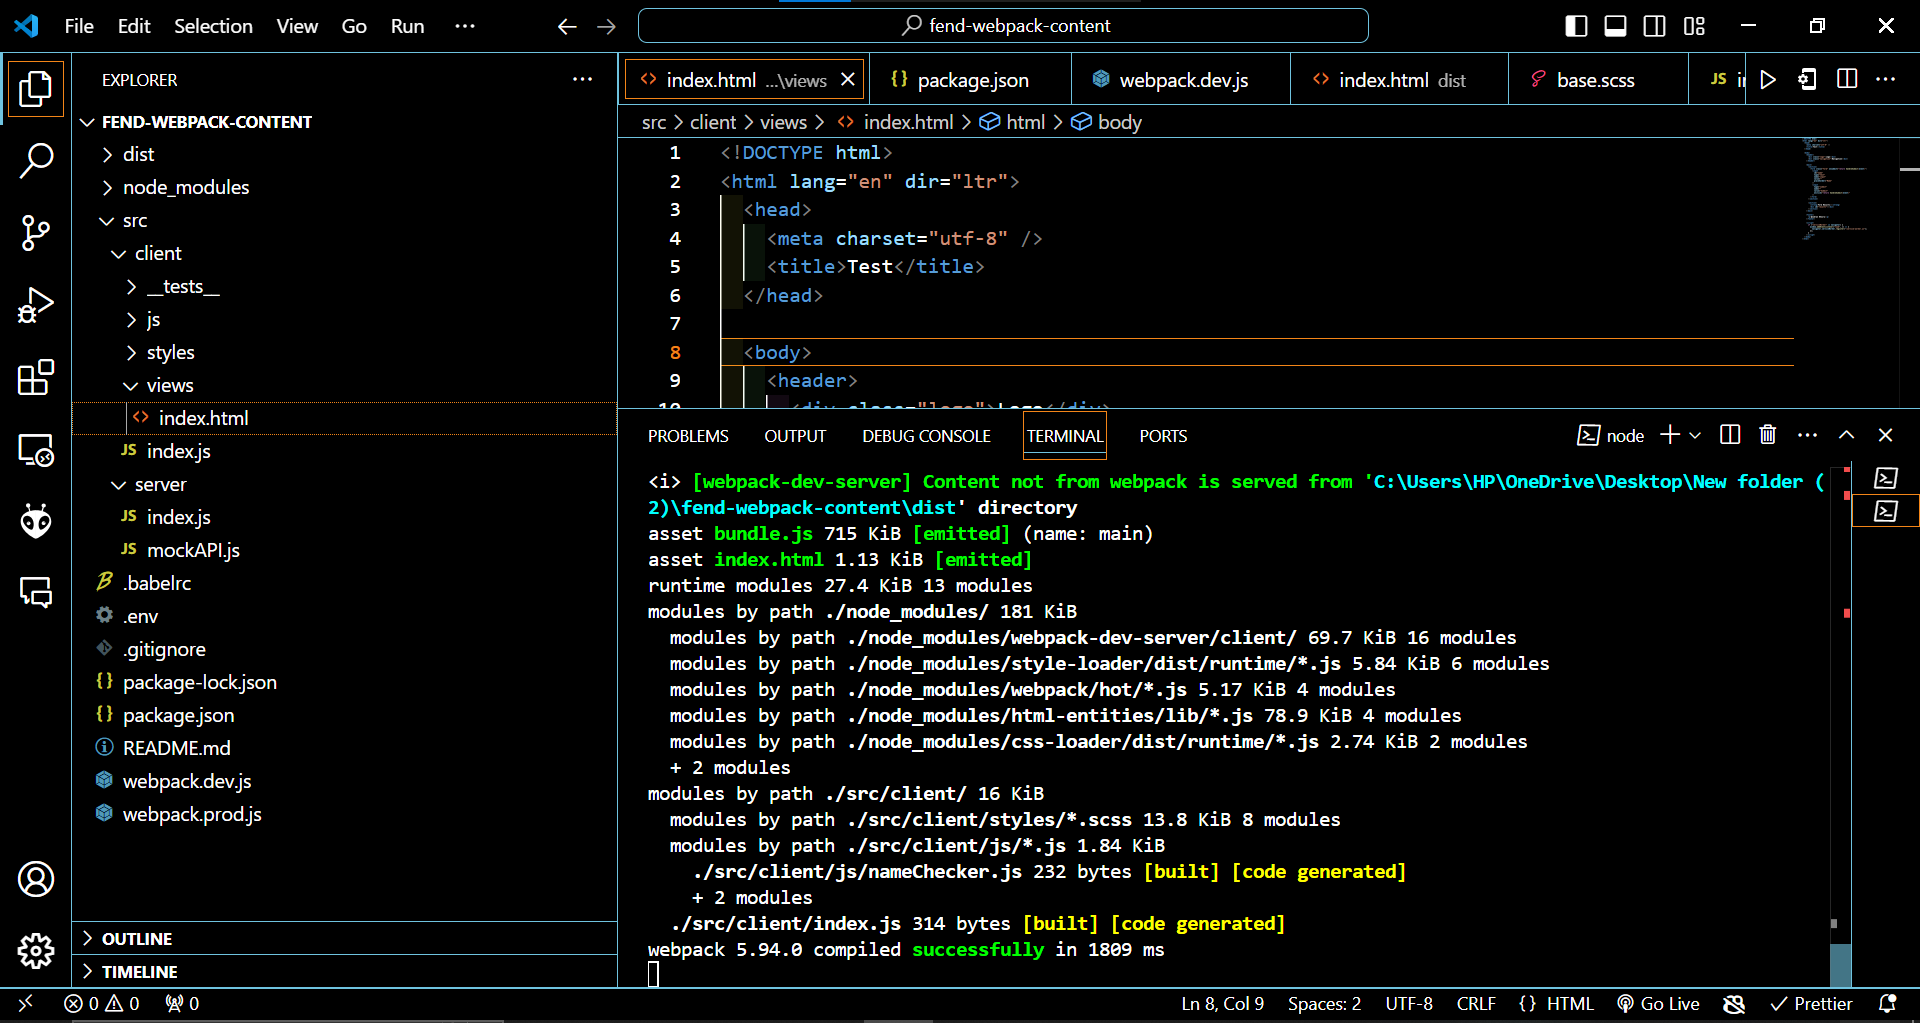 File Edit Selection View Go Run ···
fend-webpack-content
EXPLORER
FEND-WEBPACK-CONTENT
dist
node_modules
src
client
__tests__
js
styles
views
<> index.html
JS index.js
server
JS index.js
JS mockAPI.js
.babelrc
.env
.gitignore
{} package-lock.json
{} package.json
README.md
webpack.dev.js
webpack.prod.js
OUTLINE
TIMELINE
<> index.html ...\views
{} package.json
webpack.dev.js
<> index.html dist
base.scss
JS
src > client > views > <> index.html > html > body
1 <!DOCTYPE html>
2 <html lang="en" dir="ltr">
3 <head>
4 <meta charset="utf-8" />
5 <title>Test</title>
6 </head>
7
8 <body>
9 <header>
10 <div class="logo">Logo</div>
PROBLEMS OUTPUT DEBUG CONSOLE TERMINAL PORTS
node
<i> [webpack-dev-server] Content not from webpack is served from 'C:\Users\HP\OneDrive\Desktop\New folder (
2)\fend-webpack-content\dist' directory
asset bundle.js 715 KiB [emitted] (name: main)
asset index.html 1.13 KiB [emitted]
runtime modules 27.4 KiB 13 modules
modules by path ./node_modules/ 181 KiB
modules by path ./node_modules/webpack-dev-server/client/ 69.7 KiB 16 modules
modules by path ./node_modules/style-loader/dist/runtime/*.js 5.84 KiB 6 modules
modules by path ./node_modules/webpack/hot/*.js 5.17 KiB 4 modules
modules by path ./node_modules/html-entities/lib/*.js 78.9 KiB 4 modules
modules by path ./node_modules/css-loader/dist/runtime/*.js 2.74 KiB 2 modules
+ 2 modules
modules by path ./src/client/ 16 KiB
modules by path ./src/client/styles/*.scss 13.8 KiB 8 modules
modules by path ./src/client/js/*.js 1.84 KiB
./src/client/js/nameChecker.js 232 bytes [built] [code generated]
+ 2 modules
./src/client/index.js 314 bytes [built] [code generated]
webpack 5.94.0 compiled successfully in 1809 ms
0 0 0
Ln 8, Col 9 Spaces: 2 UTF-8 CRLF {} HTML Go Live Prettier